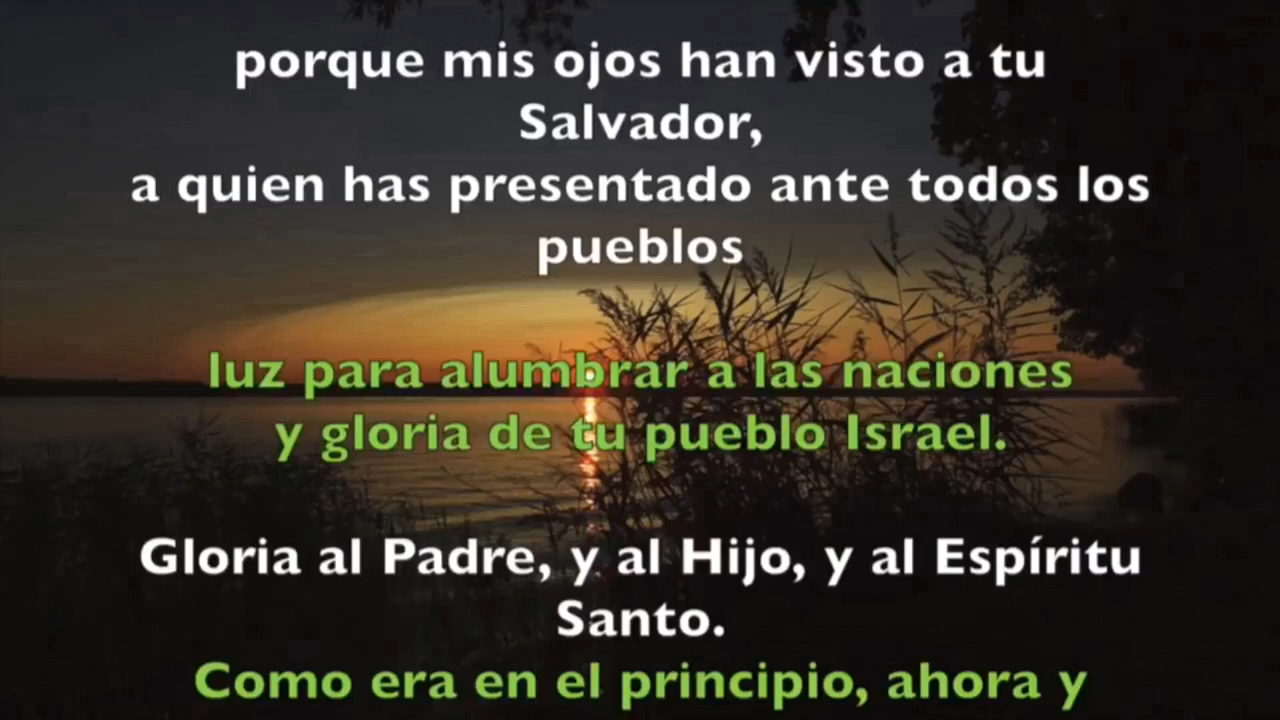 porque mis ojos han visto a tu
Salvador,
a quien has presentado ante todos los
pueblos
luz para alumbrar a las naciones
y gloria de tu pueblo Israel.
Gloria al Padre, y al Hijo, y al Espíritu
Santo.
Como era en el principio, ahora y